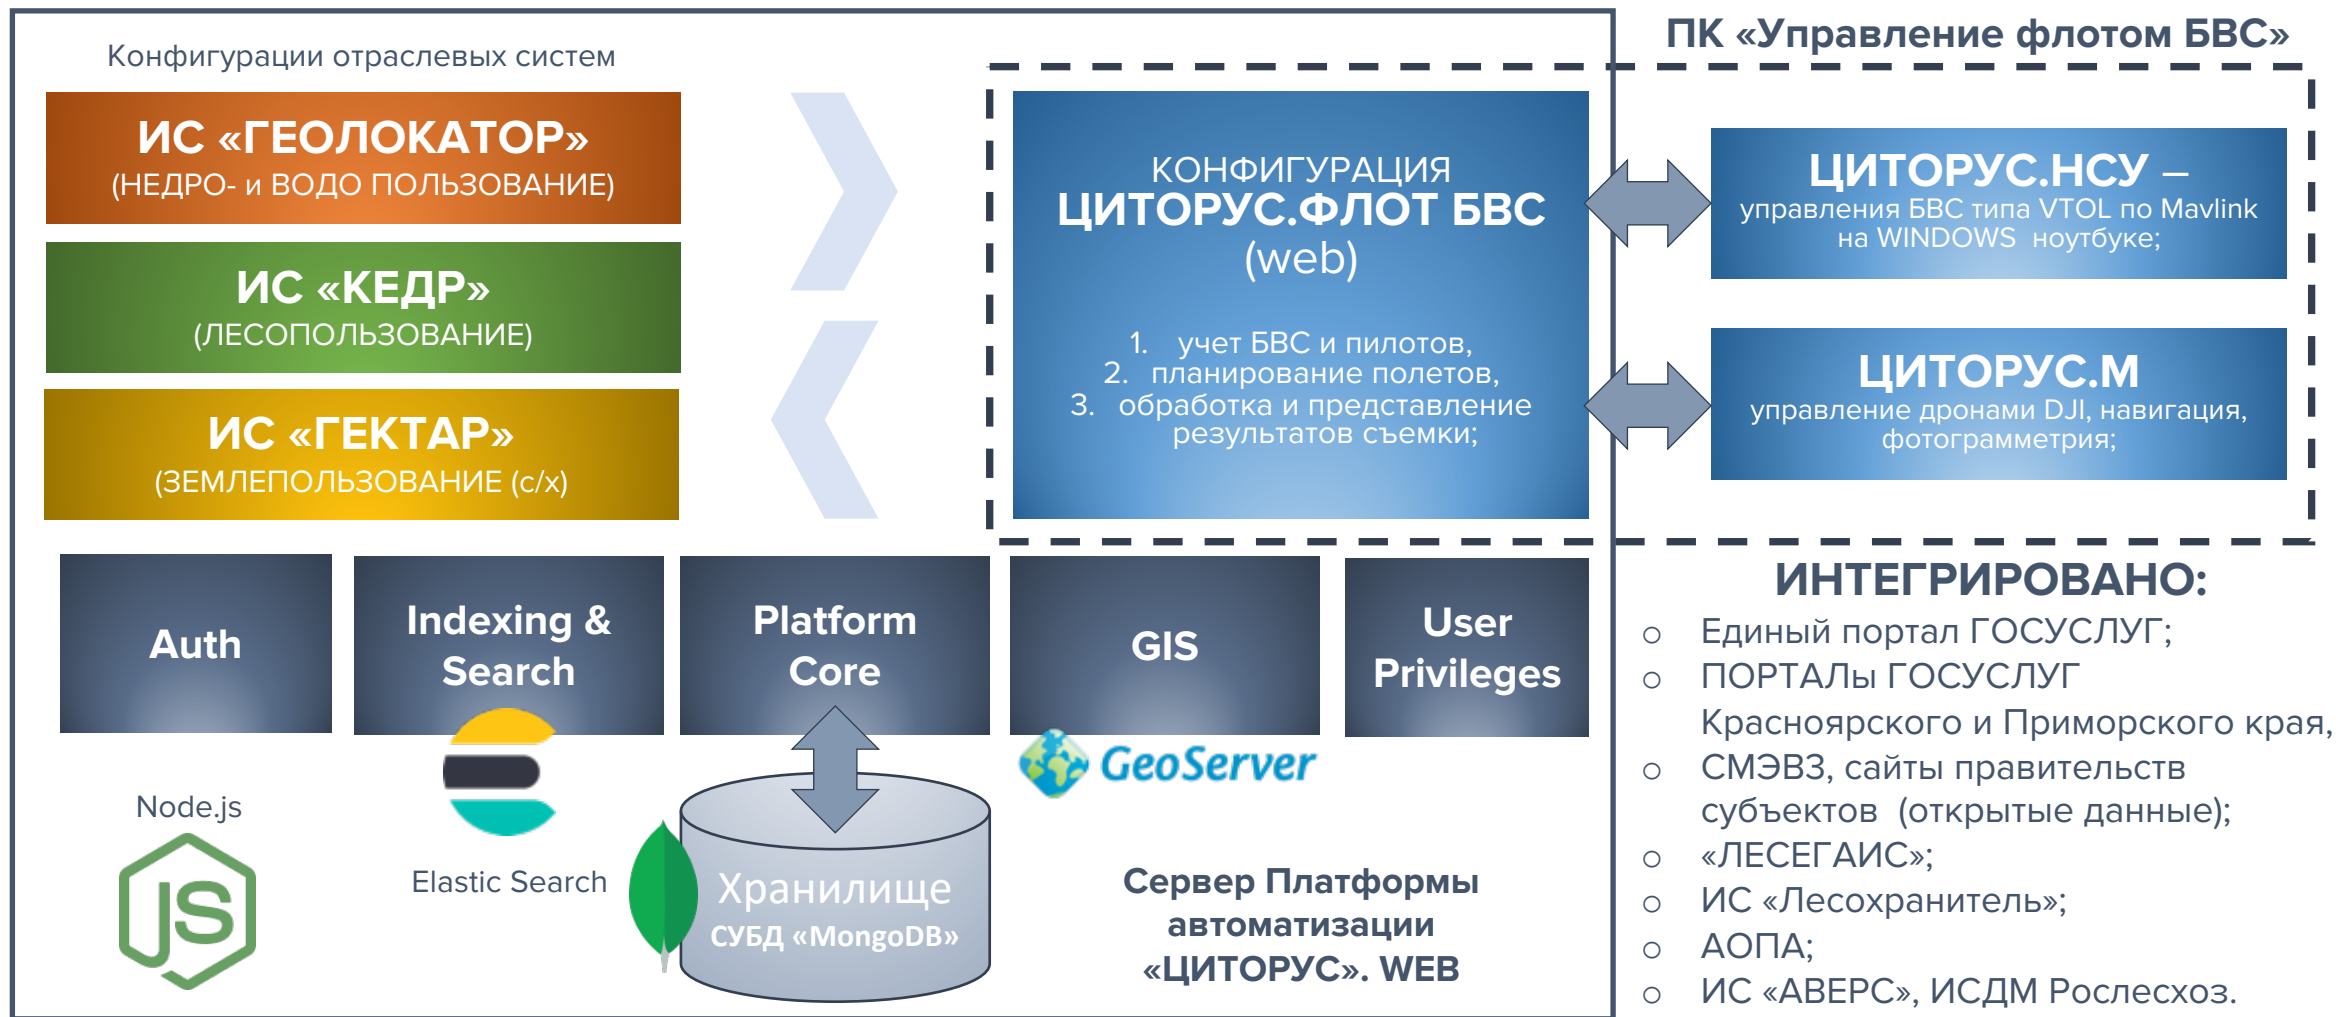 Конфигурации отраслевых систем
ИС «ГЕОЛОКАТОР»
(НЕДРО- и ВОДО ПОЛЬЗОВАНИЕ)
ИС «КЕДР»
(ЛЕСОПОЛЬЗОВАНИЕ)
ИС «ГЕКТАР»
(ЗЕМЛЕПОЛЬЗОВАНИЕ (с/х)
ПК «Управление флотом БВС»
КОНФИГУРАЦИЯ
ЦИТОРУС.ФЛОТ БВС
(web)
1. учет БВС и пилотов,
2. планирование полетов,
3. обработка и представление
результатов съемки;
ЦИТОРУС.НСУ –
управления БВС типа VTOL по Mavlink
на WINDOWS ноутбуке;
ЦИТОРУС.М
управление дронами DJI, навигация,
фотограмметрия;
Auth
Indexing &
Search
Platform
Core
GIS
User
Privileges
Node.js
JS
Elastic Search
Хранилище
СУБД «MongoDB»
GeoServer
Сервер Платформы
автоматизации
«ЦИТОРУС». WEB
ИНТЕГРИРОВАНО:
o Единый портал ГОСУСЛУГ;
o ПОРТАЛы ГОСУСЛУГ
Красноярского и Приморского края,
o СМЭВ3, сайты правительств
субъектов (открытые данные);
o «ЛЕСЕГАИС»;
o ИС «Лесохранитель»;
o АОПА;
o ИС «АВЕРС», ИСДМ Рослесхоз.